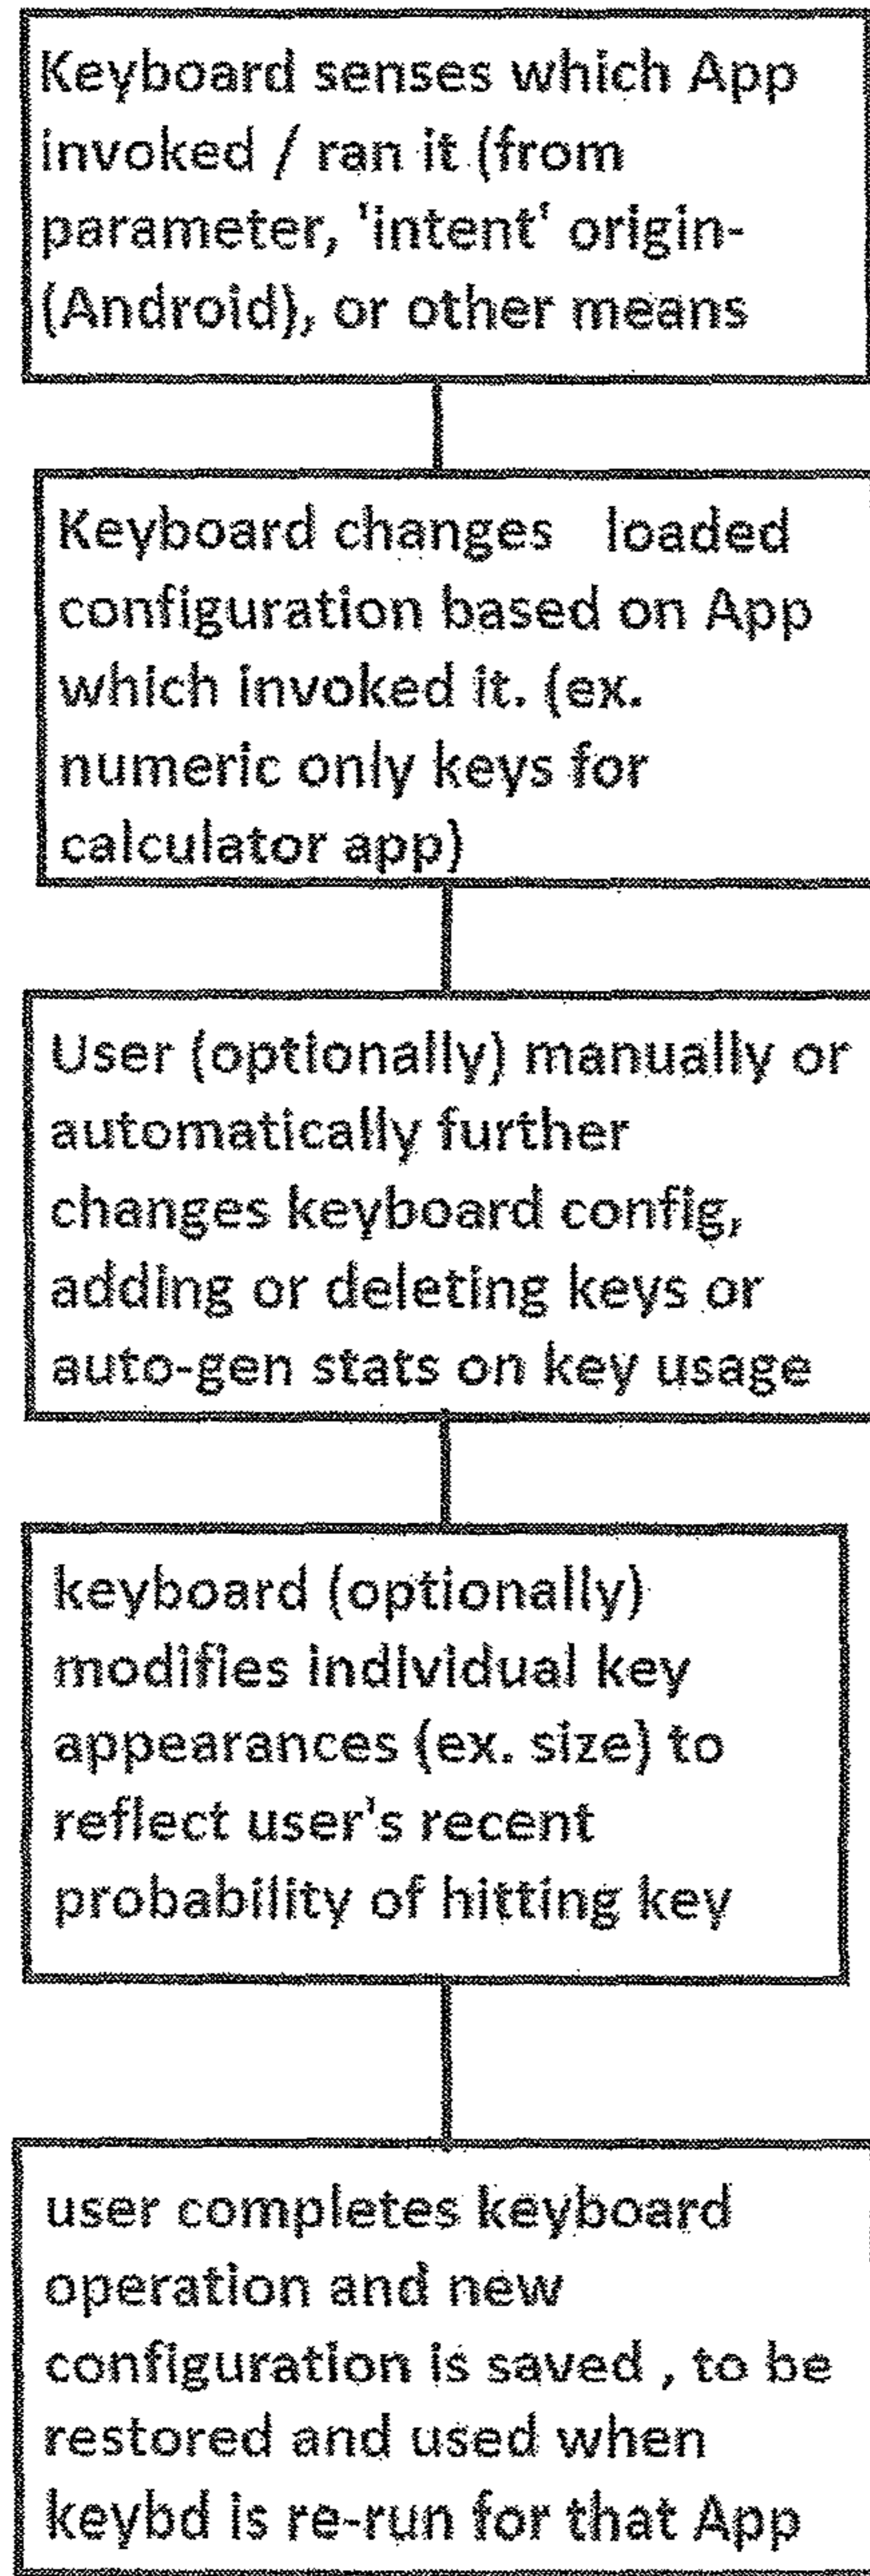 Keyboard senses which App
invoked / ran it (from
parameter, 'intent' origin-
(Android), or other means
Keyboard changes loaded
configuration based on App
which invoked it. (ex.
numeric only keys for
calculator app)
User (optionally) manually or
automatically further
changes keyboard config,
adding or deleting keys or
auto-gen stats on key usage
keyboard (optionally)
modifies individual key
appearances (ex. size) to
reflect user's recent
probability of hitting key
user completes keyboard
operation and new
configuration is saved , to be
restored and used when
keybd is re-run for that App